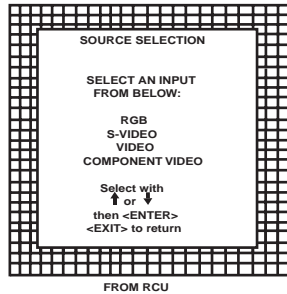 SOURCE SELECTION
SELECT AN INPUT
FROM BELOW:
RGB
S-VIDEO
VIDEO
COMPONENT VIDEO
Select with
or
then <ENTER>
<EXIT> to return
FROM RCU